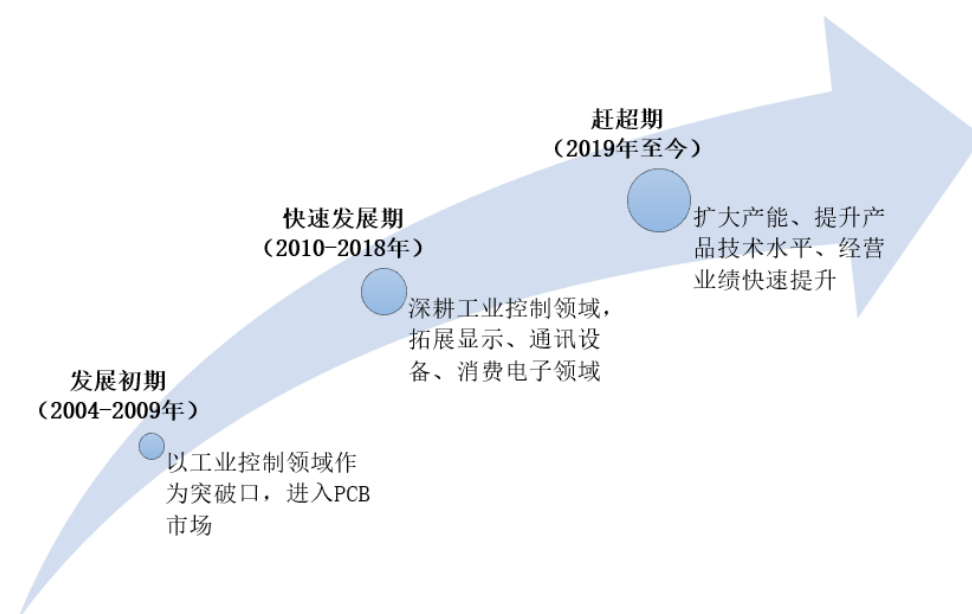 赶超期
（2019年至今）
扩大产能、提升产
品技术水平、经营
业绩快速提升
快速发展期
（2010-2018年）
深耕工业控制领域，
拓展显示、通讯设
备、消费电子领域
发展初期
（2004-2009年）
以工业控制领域作
为突破口，进入PCB
市场